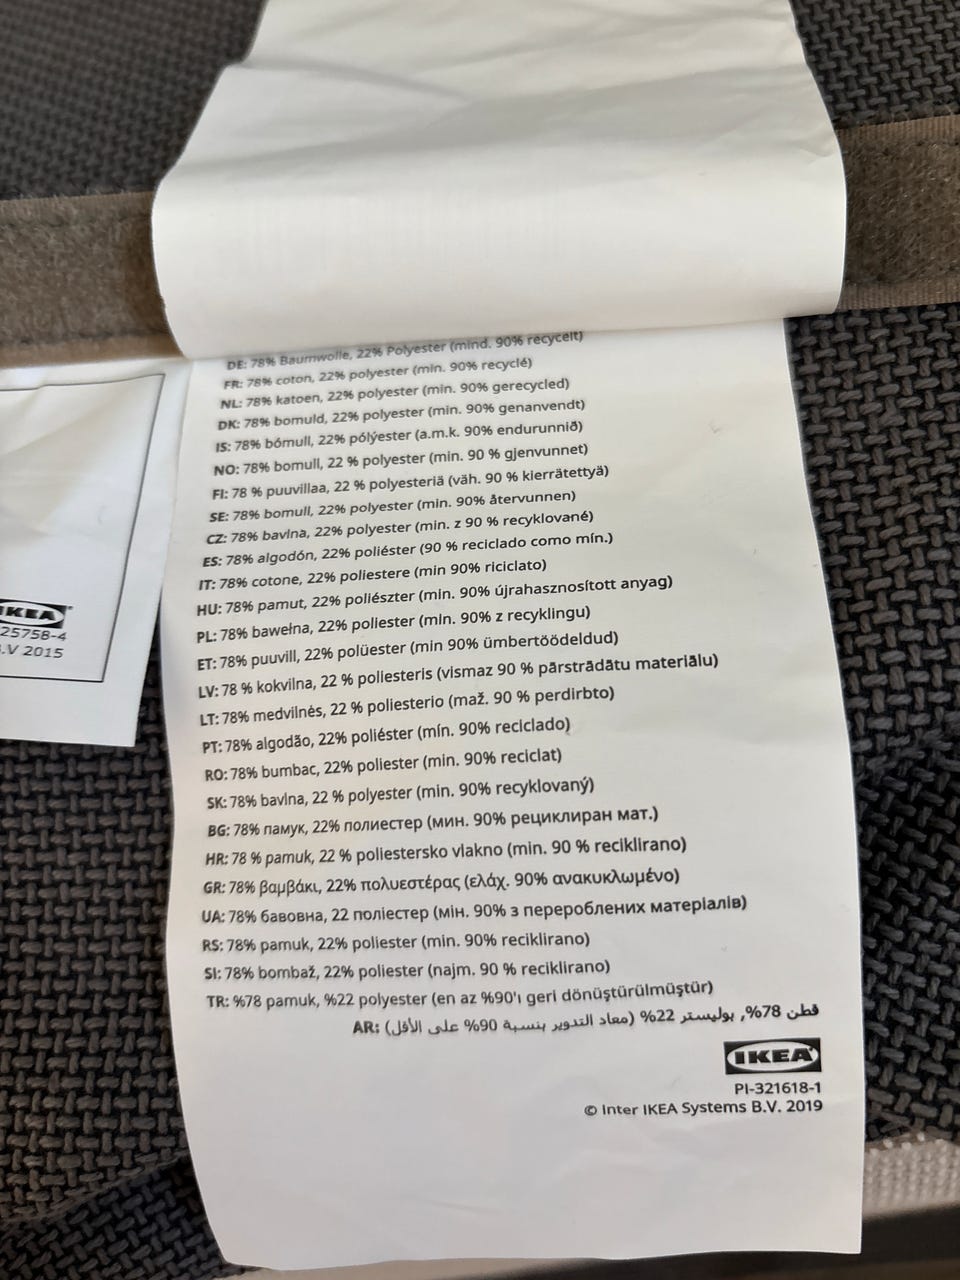 DE: 78% Baumwolle, 22% Polyester (mind. 90% recycelt)
FR: 78% coton, 22% polyester (min. 90% recyclé)
NL: 78% katoen, 22% polyester (min. 90% gerecycled)
DK: 78% bomuld, 22% polyester (min. 90% genanvendt)
IS: 78% bómull, 22% pólýester (a.m.k. 90% endurunnið)
NO: 78% bomull, 22 % polyester (min. 90 % gjenvunnet)
FI: 78 % puuvillaa, 22 % polyesteriä (väh. 90 % kierrätettyä)
SE: 78% bomull, 22% polyester (min. 90% återvunnen)
CZ: 78% bavlna, 22% polyester (min. z 90 % recyklované)
ES: 78% algodón, 22% poliéster (90 % reciclado como mín.)
IT: 78% cotone, 22% poliestere (min 90% riciclato)
HU: 78% pamut, 22% poliészter (min. 90% újrahasznosított anyag)
PL: 78% bawełna, 22% poliester (min. 90% z recyklingu)
ET: 78% puuvill, 22% polüester (min 90% ümbertöödeldud)
LV: 78 % kokvilna, 22 % poliesteris (vismaz 90 % pārstrādātu materiālu)
LT: 78% medvilnės, 22 % poliesterio (maž. 90 % perdirbto)
PT: 78% algodão, 22% poliéster (mín. 90% reciclado)
RO: 78% bumbac, 22% poliester (min. 90% reciclat)
SK: 78% bavlna, 22 % polyester (min. 90% recyklovaný)
BG: 78% памук, 22% полиестер (мин. 90% рециклиран мат.)
HR: 78 % pamuk, 22 % poliestersko vlakno (min. 90 % reciklirano)
GR: 78% βαμβάκι, 22% πολυεστέρας (ελάχ. 90% ανακυκλωμένο)
UA: 78% бавовна, 22 поліестер (мін. 90% з перероблених матеріалів)
RS: 78% pamuk, 22% poliester (min. 90% reciklirano)
SI: 78% bombaž, 22% poliester (najm. 90 % reciklirano)
TR: %78 pamuk, %22 polyester (en az %90'ı geri dönüştürülmüştür)
AR: قطن 78%, بوليستر 22% (معاد التدوير بنسبة 90% على الأقل)
IKEA
PI-321618-1
© Inter IKEA Systems B.V. 2019
IKEA
25758-4
.V 2015